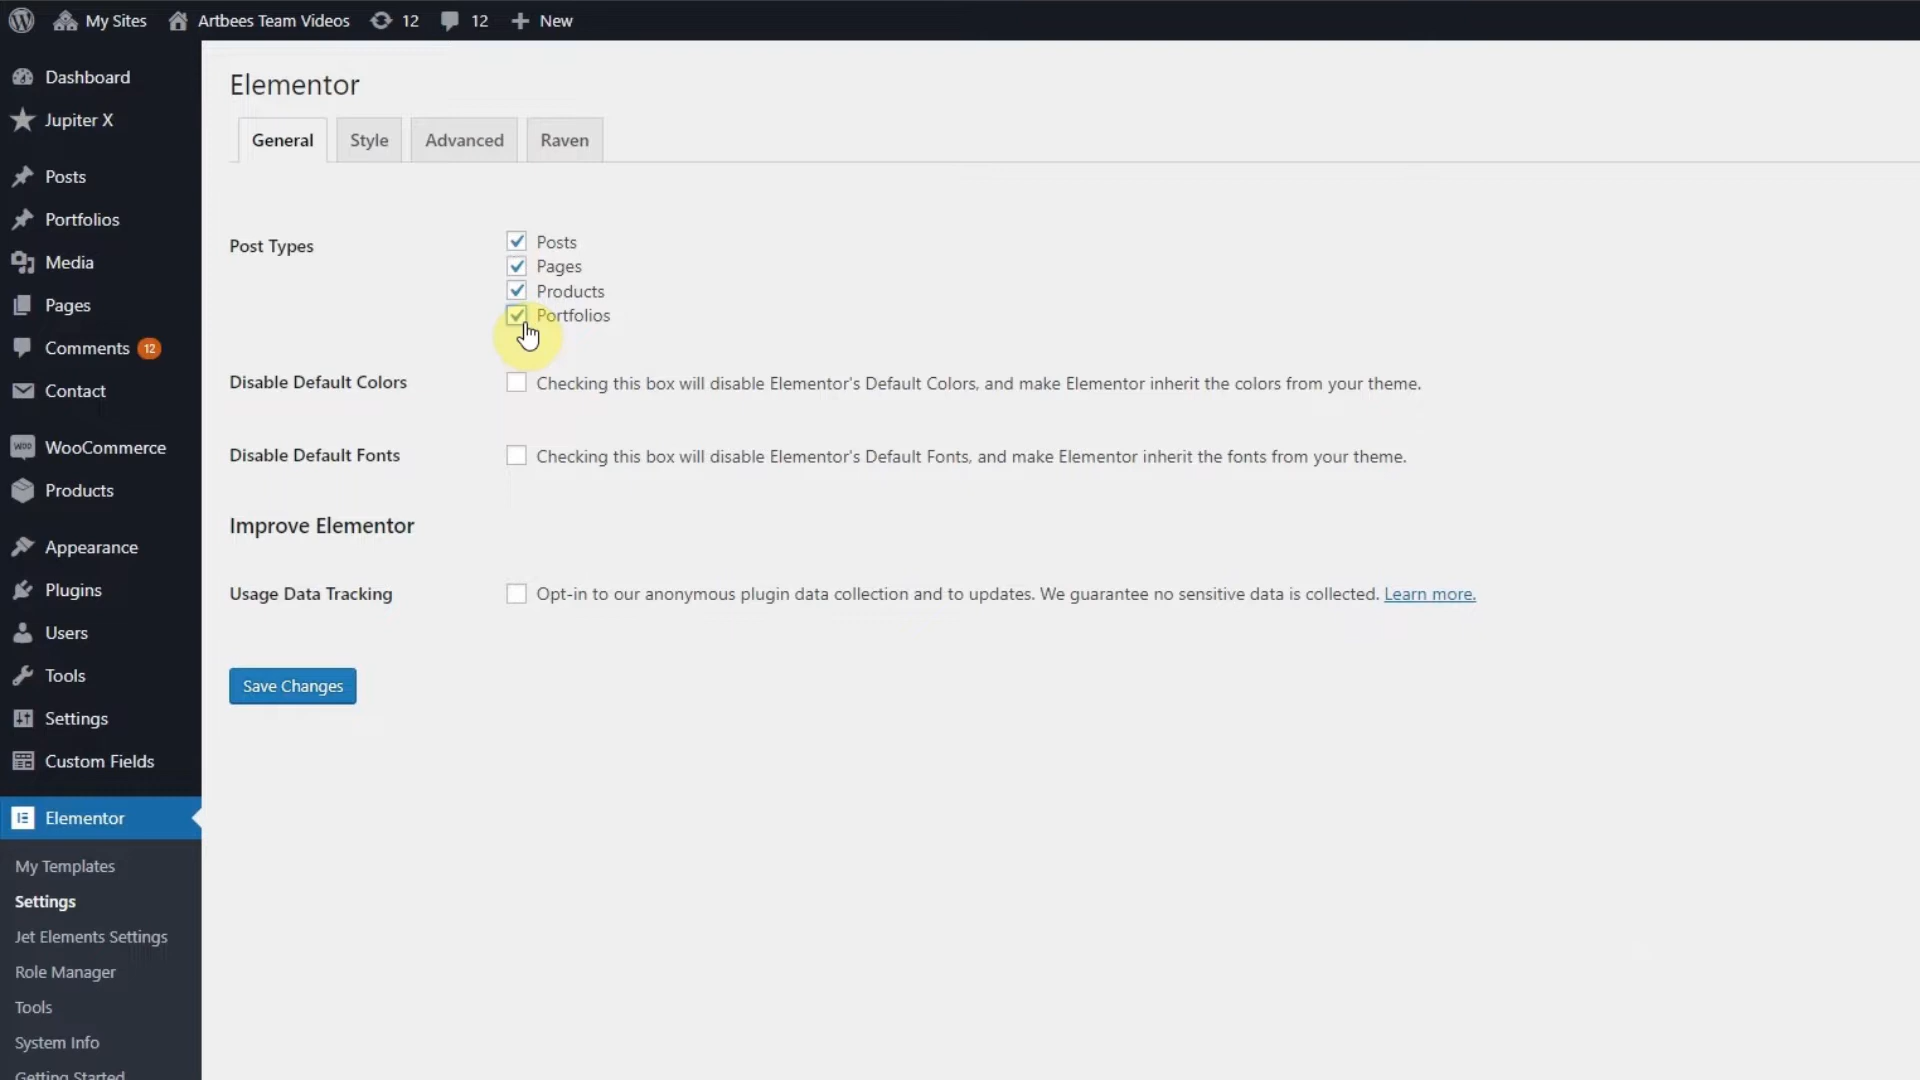 My Sites
Artbees Team Videos
12
12
New
Dashboard
Jupiter X
Posts
Portfolios
Media
Pages
Comments 12
Contact
WooCommerce
Products
Appearance
Plugins
Users
Tools
Settings
Custom Fields
Elementor
My Templates
Settings
Jet Elements Settings
Role Manager
Tools
System Info
Getting Started
Elementor
General
Style
Advanced
Raven
Post Types
Posts
Pages
Products
Portfolios
Disable Default Colors
Checking this box will disable Elementor's Default Colors, and make Elementor inherit the colors from your theme.
Disable Default Fonts
Checking this box will disable Elementor's Default Fonts, and make Elementor inherit the fonts from your theme.
Improve Elementor
Usage Data Tracking
Opt-in to our anonymous plugin data collection and to updates. We guarantee no sensitive data is collected. Learn more.
Save Changes